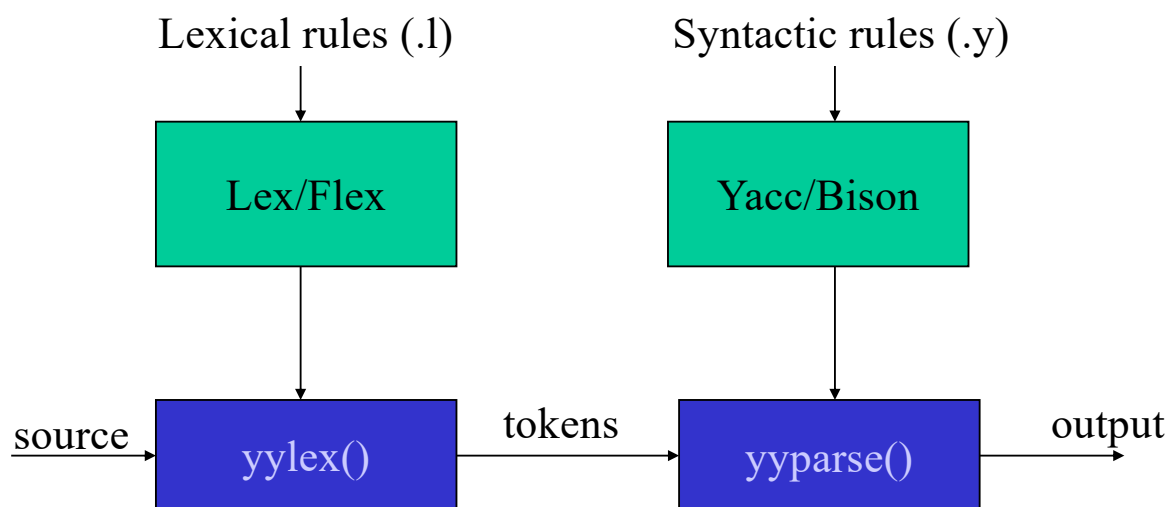 Lexical rules (.l)
Syntactic rules (.y)
Lex/Flex
Yacc/Bison
source
yylex()
tokens
yyparse()
output